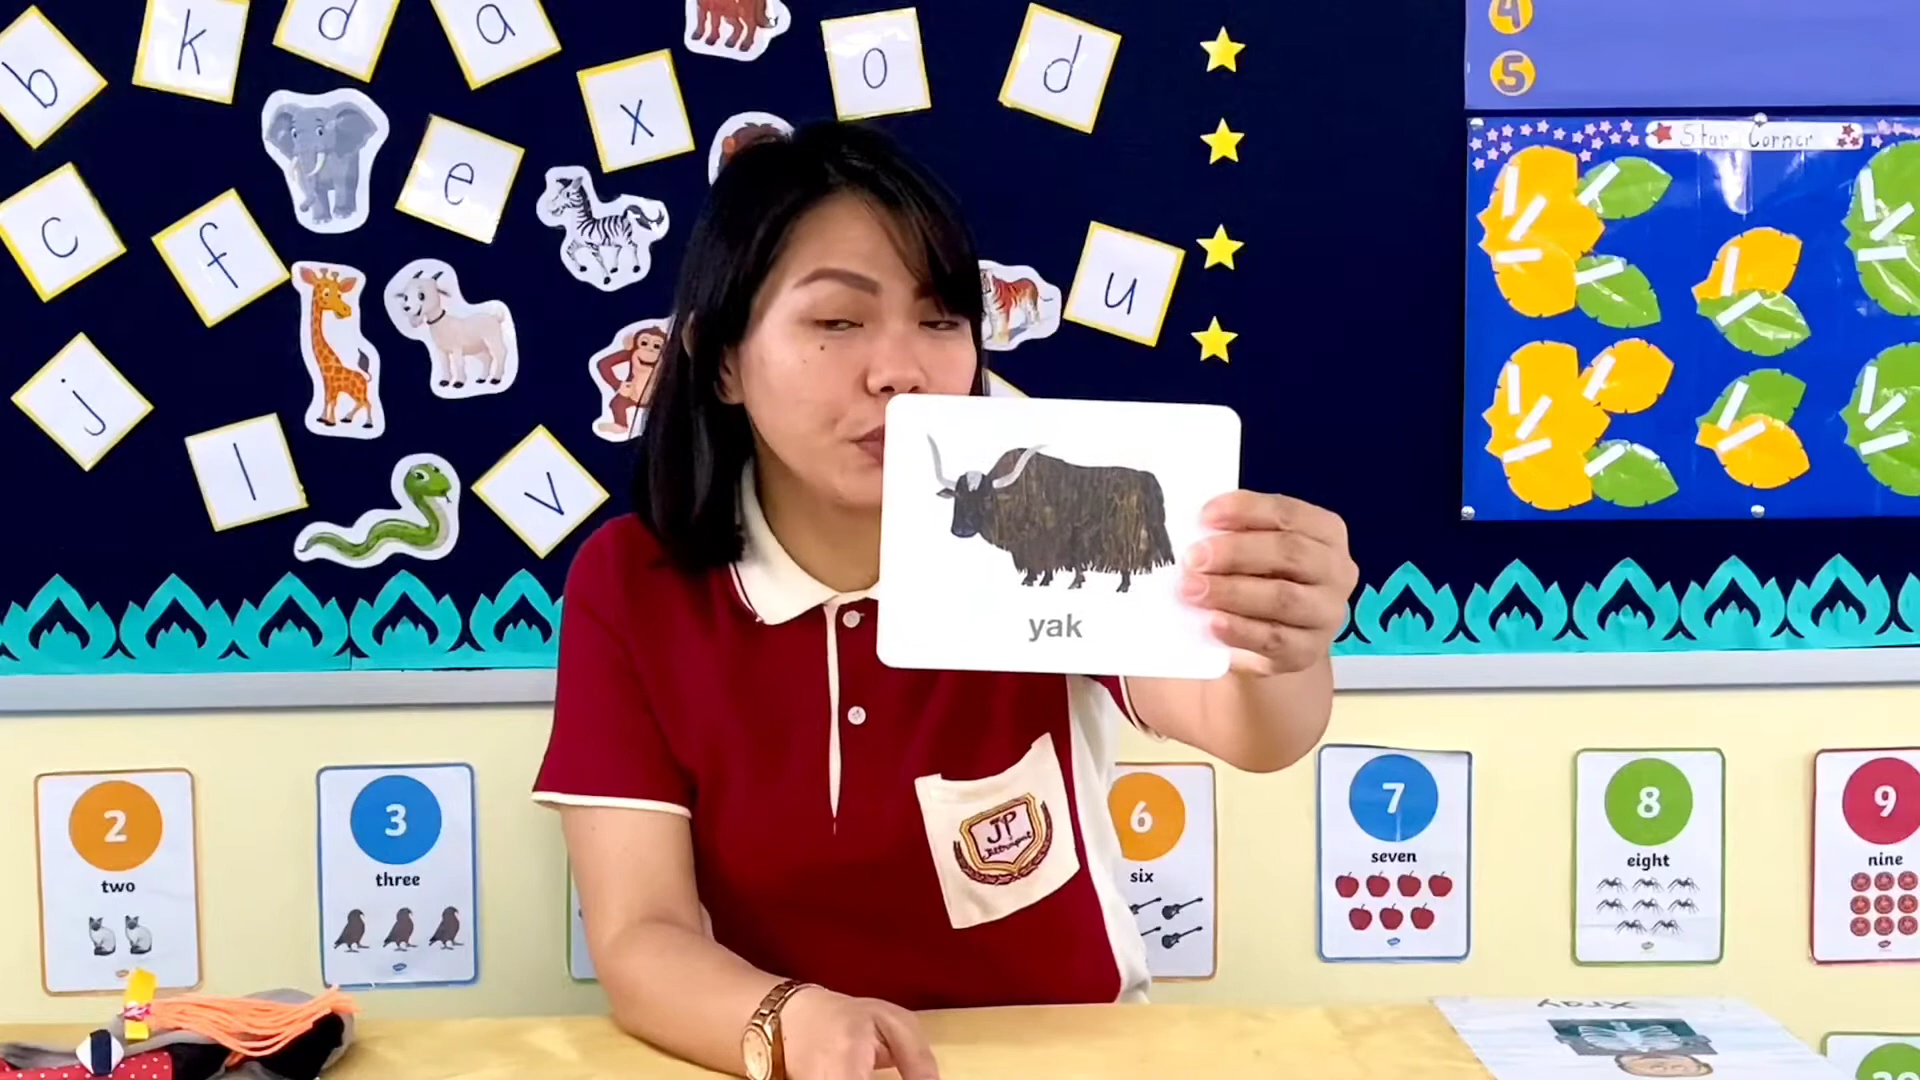 b
k
d
a
x
o
d
4
5
Star Corner
e
c
f
u
j
l
v
yak
JP
2
two
3
three
6
six
7
seven
8
eight
9
nine
xray